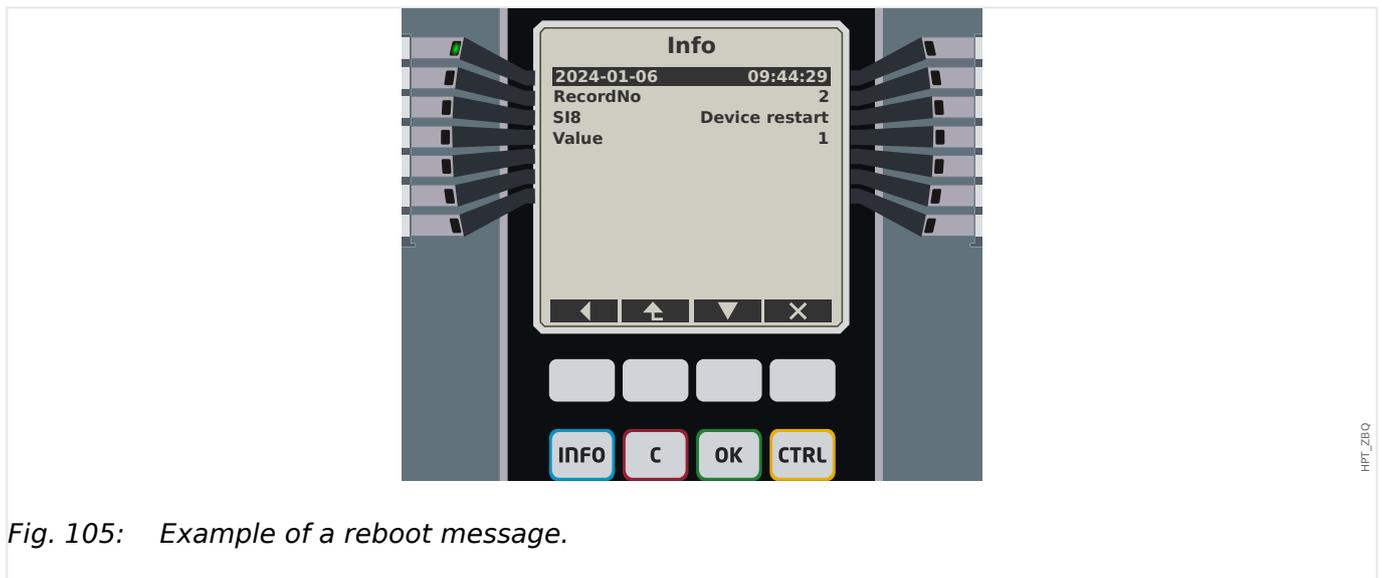 Info
2024-01-06 09:44:29
RecordNo 2
SI8 Device restart
Value 1
INFO C OK CTRL
HPT_ZBQ
Fig. 105: Example of a reboot message.